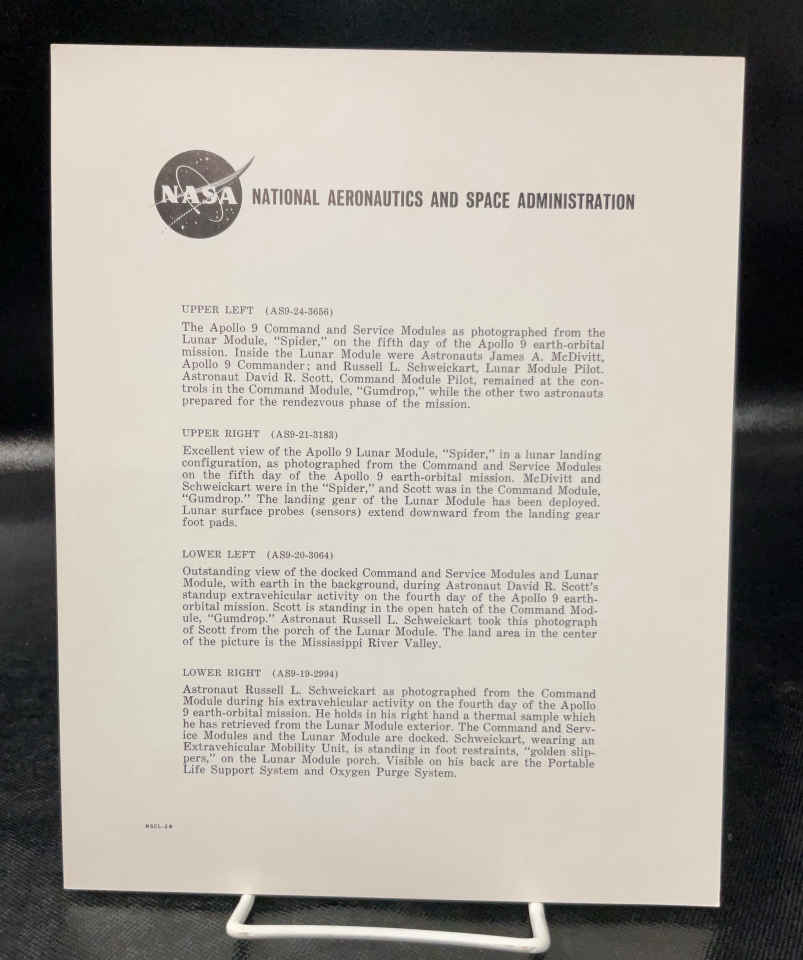 NASA NATIONAL AERONAUTICS AND SPACE ADMINISTRATION
UPPER LEFT (AS9-24-3656)
The Apollo 9 Command and Service Modules as photographed from the
Lunar Module, “Spider,” on the fifth day of the Apollo 9 earth-orbital
mission. Inside the Lunar Module were Astronauts James A. McDivitt,
Apollo 9 Commander; and Russell L. Schweickart, Lunar Module Pilot.
Astronaut David R. Scott, Command Module Pilot, remained at the con-
trols in the Command Module, “Gumdrop,” while the other two astronauts
prepared for the rendezvous phase of the mission.
UPPER RIGHT (AS9-21-3183)
Excellent view of the Apollo 9 Lunar Module, “Spider,” in a lunar landing
configuration, as photographed from the Command and Service Modules
on the fifth day of the Apollo 9 earth-orbital mission. McDivitt and
Schweickart were in the “Spider,” and Scott was in the Command Module,
“Gumdrop.” The landing gear of the Lunar Module has been deployed.
Lunar surface probes (sensors) extend downward from the landing gear
foot pads.
LOWER LEFT (AS9-20-3064)
Outstanding view of the docked Command and Service Modules and Lunar
Module, with earth in the background, during Astronaut David R. Scott’s
standup extravehicular activity on the fourth day of the Apollo 9 earth-
orbital mission. Scott is standing in the open hatch of the Command Mod-
ule, “Gumdrop.” Astronaut Russell L. Schweickart took this photograph
of Scott from the porch of the Lunar Module. The land area in the center
of the picture is the Mississippi River Valley.
LOWER RIGHT (AS9-19-2994)
Astronaut Russell L. Schweickart as photographed from the Command
Module during his extravehicular activity on the fourth day of the Apollo
9 earth-orbital mission. He holds in his right hand a thermal sample which
he has retrieved from the Lunar Module exterior. The Command and Serv-
ice Modules and the Lunar Module are docked. Schweickart, wearing an
Extravehicular Mobility Unit, is standing in foot restraints, “golden slip-
pers,” on the Lunar Module porch. Visible on his back are the Portable
Life Support System and Oxygen Purge System.